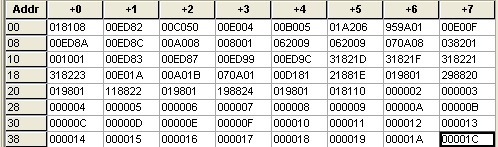 Addr +0 +1 +2 +3 +4 +5 +6 +7
00 018108 00ED82 00C050 00E004 00B005 01A206 959A01 00E00F
08 00ED8A 00ED8C 00A008 008001 062009 062009 070A08 038201
10 001001 00ED83 00ED87 00ED99 00ED9C 31821D 31821F 318221
18 318223 00E01A 00A01B 070A01 00D181 21881E 019801 298820
20 019801 118822 019801 198824 019801 018110 000002 000003
28 000004 000005 000006 000007 000008 000009 00000A 00000B
30 00000C 00000D 00000E 00000F 000010 000011 000012 000013
38 000014 000015 000016 000017 000018 000019 00001A 00001C